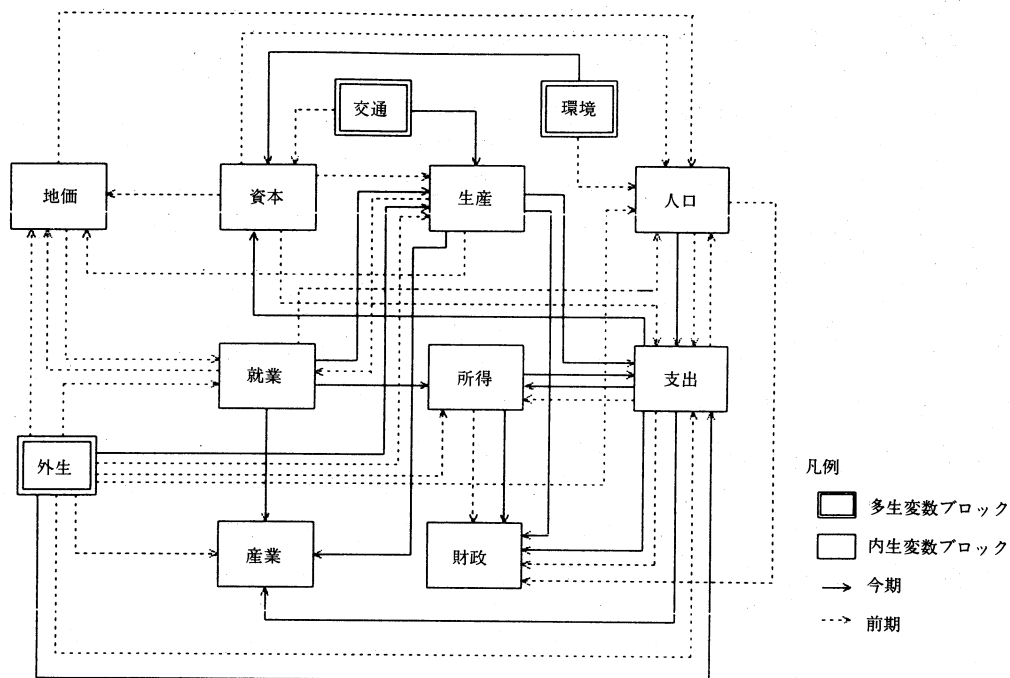 交通
環境
地価
資本
生産
人口
就業
所得
支出
外生
産業
財政
凡例
多生変数ブロック
内生変数ブロック
今期
前期